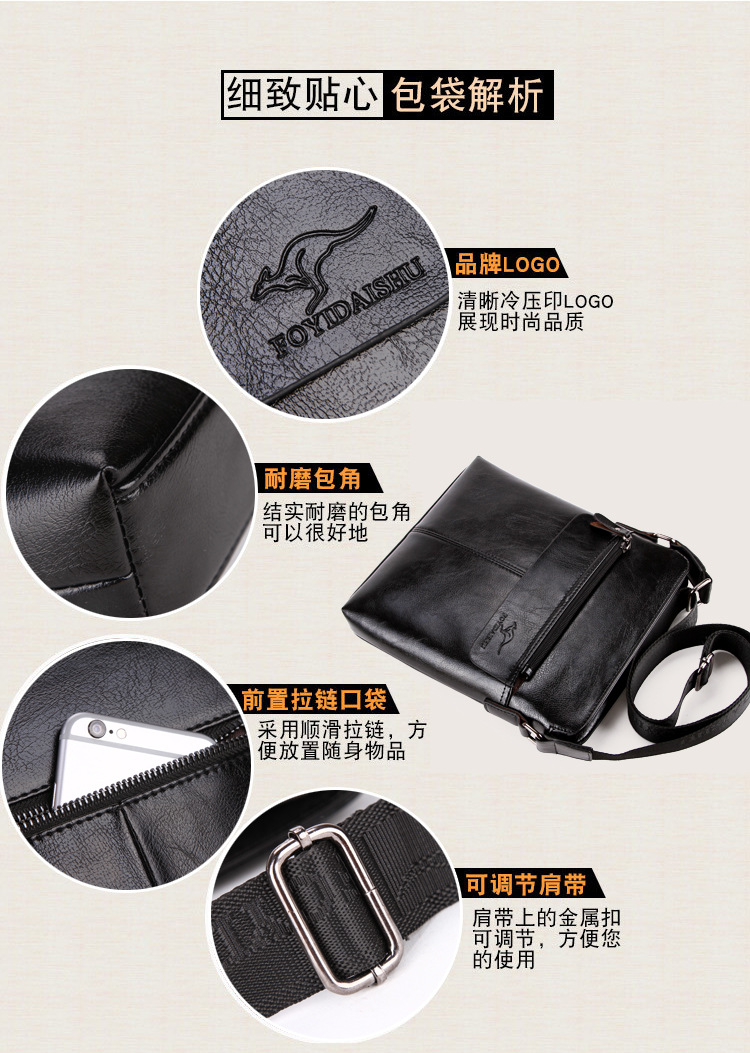 细致贴心 包袋解析
FOYIDAISHU
品牌LOGO
清晰冷压印LOGO
展现时尚品质
耐磨包角
结实耐磨的包角
可以很好地
前置拉链口袋
采用顺滑拉链，方
便放置随身物品
可调节肩带
肩带上的金属扣
可调节，方便您
的使用